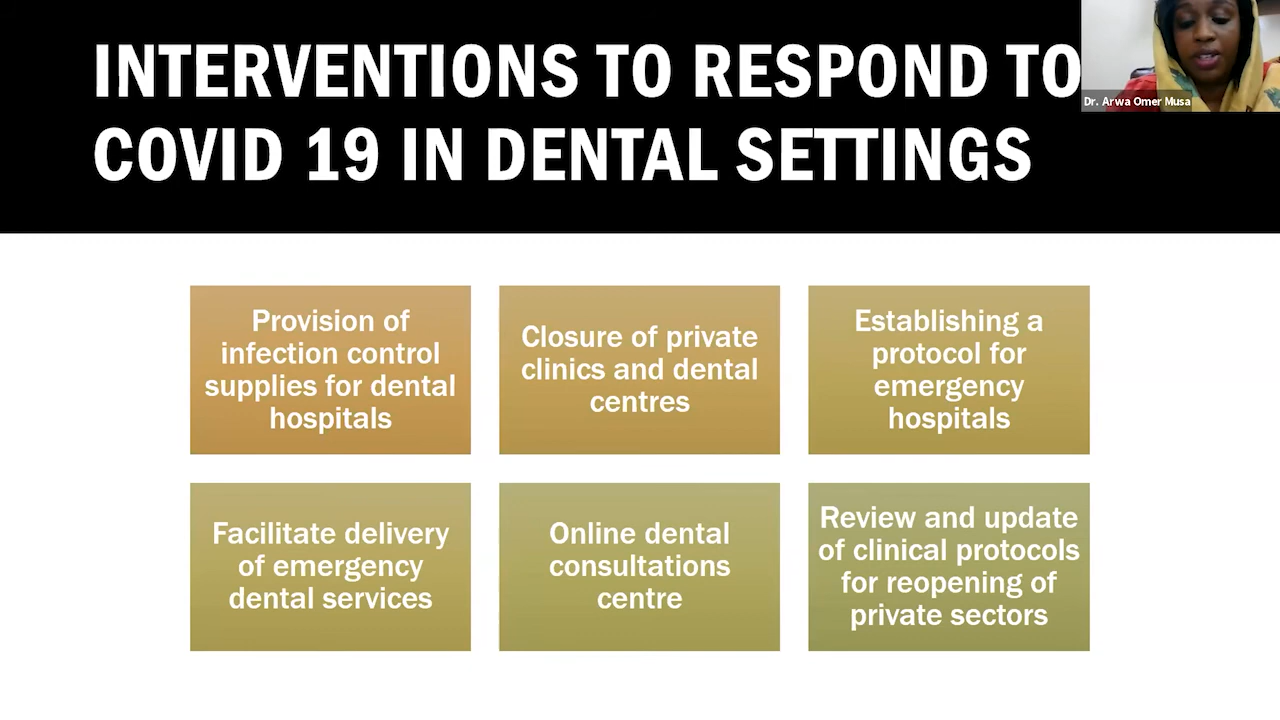 INTERVENTIONS TO RESPOND TO
COVID 19 IN DENTAL SETTINGS
Dr. Arwa Omer Musa
Provision of
infection control
supplies for dental
hospitals
Closure of private
clinics and dental
centres
Establishing a
protocol for
emergency
hospitals
Facilitate delivery
of emergency
dental services
Online dental
consultations
centre
Review and update
of clinical protocols
for reopening of
private sectors